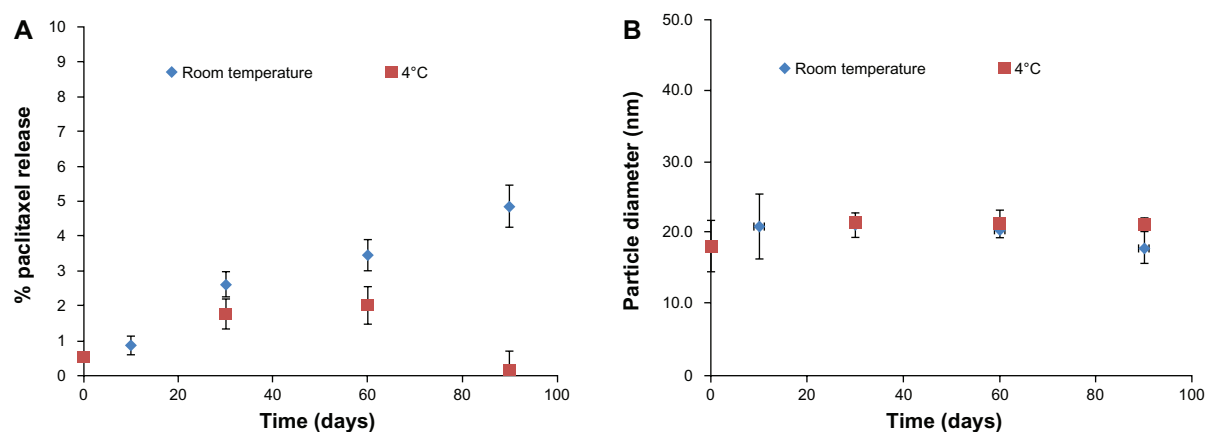 A
% paclitaxel release
10
9
8
7
6
5
4
3
2
1
0
Room temperature
4°C
0
20
40
60
80
100
Time (days)
B
Particle diameter (nm)
50.0
40.0
30.0
20.0
10.0
0.0
Room temperature
4°C
0
20
40
60
80
100
Time (days)